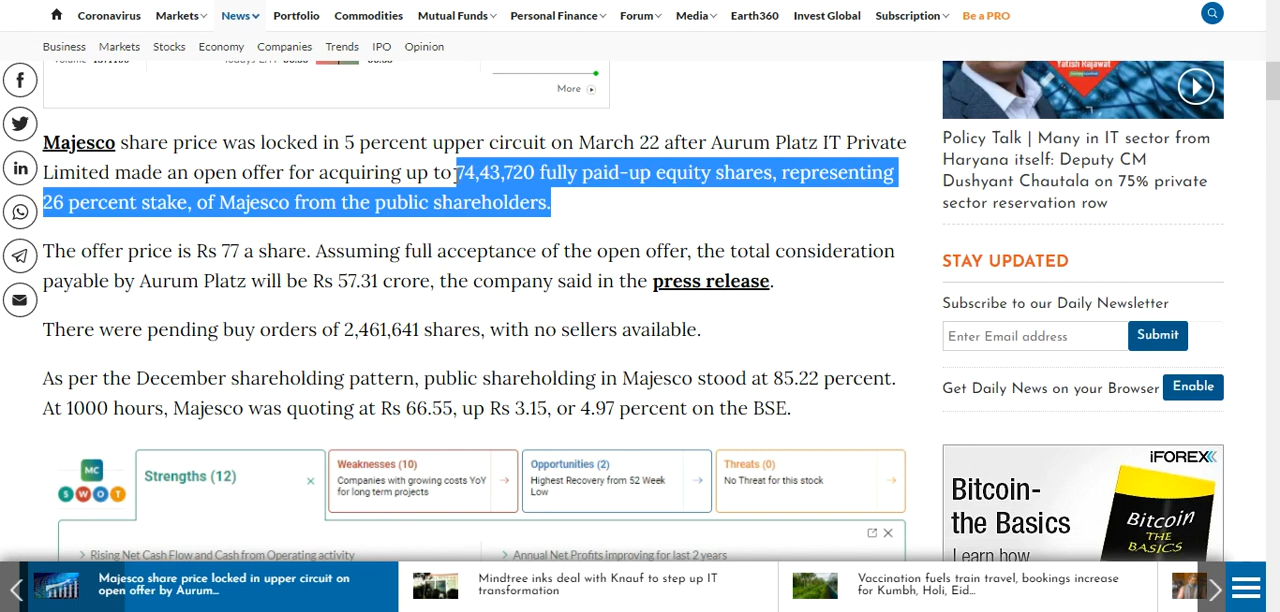 Coronavirus Markets News Portfolio Commodities Mutual Funds Personal Finance Forum Media Earth360 Invest Global Subscription Be a PRO
Business Markets Stocks Economy Companies Trends IPO Opinion
More
Majesco share price was locked in 5 percent upper circuit on March 22 after Aurum Platz IT Private
Limited made an open offer for acquiring up to 74,43,720 fully paid-up equity shares, representing
26 percent stake, of Majesco from the public shareholders.
The offer price is Rs 77 a share. Assuming full acceptance of the open offer, the total consideration
payable by Aurum Platz will be Rs 57.31 crore, the company said in the press release.
There were pending buy orders of 2,461,641 shares, with no sellers available.
As per the December shareholding pattern, public shareholding in Majesco stood at 85.22 percent.
At 1000 hours, Majesco was quoting at Rs 66.55, up Rs 3.15, or 4.97 percent on the BSE.
MC
S W O T
Strengths (12)
Weaknesses (10)
Companies with growing costs YoY
for long term projects
Opportunities (2)
Highest Recovery from 52 Week
Low
Threats (0)
No Threat for this stock
Rising Net Cash Flow and Cash from Operating activity
Annual Net Profits improving for last 2 years
Yatish Rajawat
Policy Talk | Many in IT sector from
Haryana itself: Deputy CM
Dushyant Chautala on 75% private
sector reservation row
STAY UPDATED
Subscribe to our Daily Newsletter
Enter Email address
Submit
Get Daily News on your Browser
Enable
iFOREX
Bitcoin-
the Basics
Learn how
Bitcoin
THE
BASICS
Majesco share price locked in upper circuit on
open offer by Aurum...
Mindtree inks deal with Knauf to step up IT
transformation
Vaccination fuels train travel, bookings increase
for Kumbh, Holi, Eid...